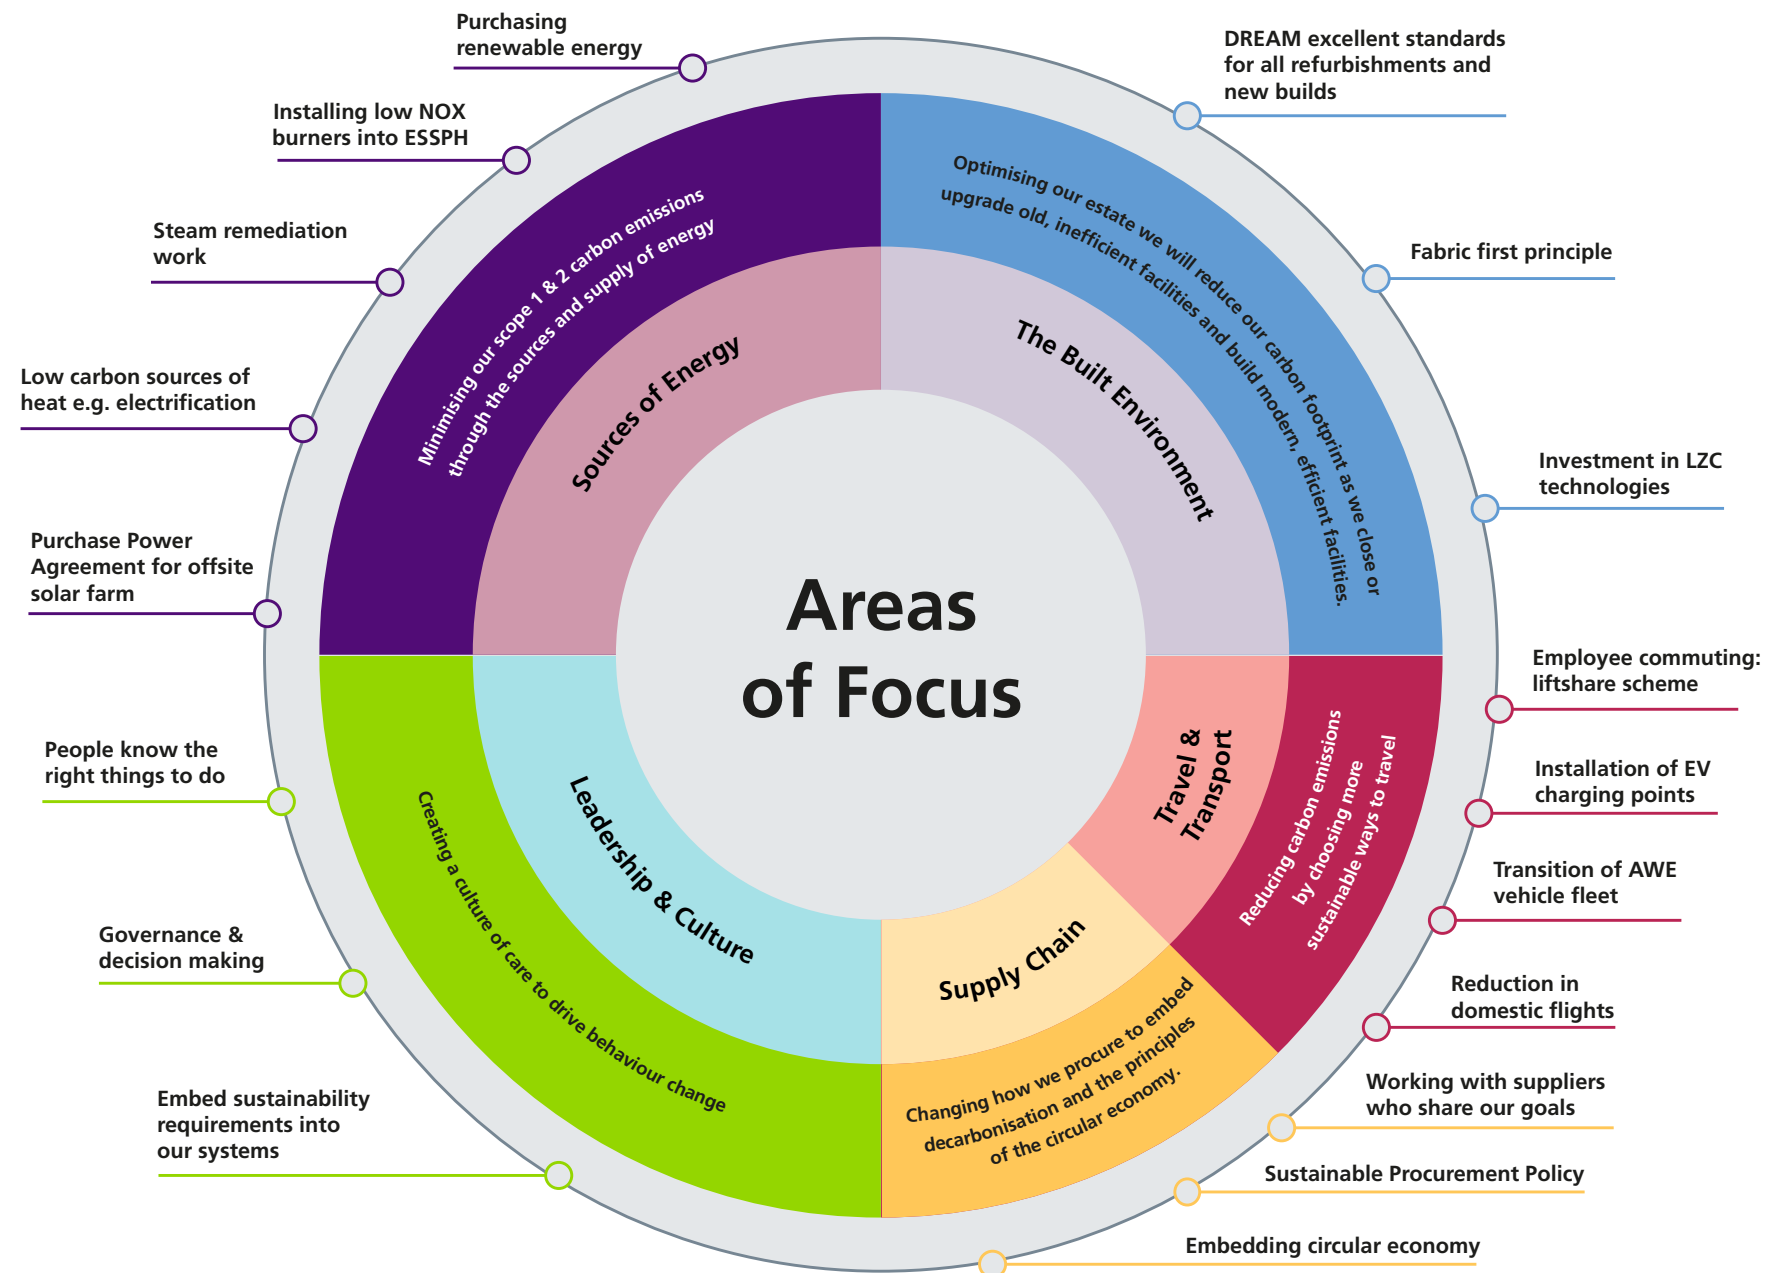 Areas
of Focus
Sources of Energy
Minimising our scope 1 & 2 carbon emissions
through the sources and supply of energy
Purchasing
renewable energy
Installing low NOX
burners into ESSPH
Steam remediation
work
Low carbon sources of
heat e.g. electrification
Purchase Power
Agreement for offsite
solar farm
The Built Environment
Optimising our estate we will reduce our carbon footprint as we close or
upgrade old, inefficient facilities and build modern, efficient facilities.
DREAM excellent standards
for all refurbishments and
new builds
Fabric first principle
Investment in LZC
technologies
Travel &
Transport
Reducing carbon emissions
by choosing more
sustainable ways to travel
Employee commuting:
liftshare scheme
Installation of EV
charging points
Transition of AWE
vehicle fleet
Reduction in
domestic flights
Supply Chain
Changing how we procure to embed
decarbonisation and the principles
of the circular economy.
Working with suppliers
who share our goals
Sustainable Procurement Policy
Embedding circular economy
Leadership & Culture
Creating a culture of care to drive behaviour change
People know the
right things to do
Governance &
decision making
Embed sustainability
requirements into
our systems